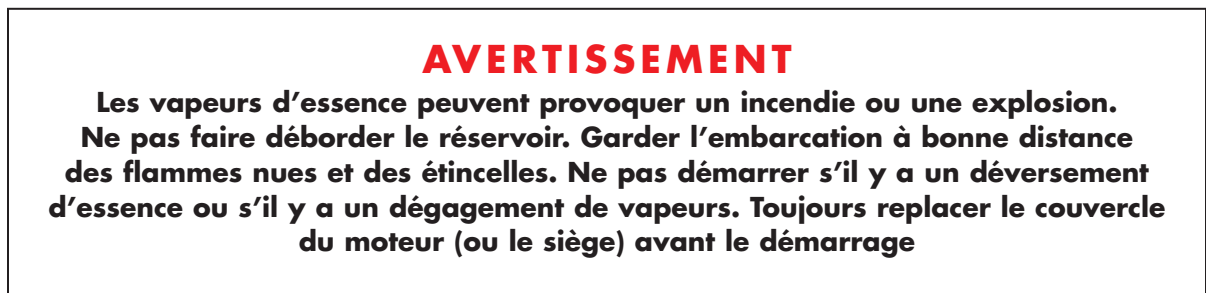 AVERTISSEMENT
Les vapeurs d’essence peuvent provoquer un incendie ou une explosion.
Ne pas faire déborder le réservoir. Garder l’embarcation à bonne distance
des flammes nues et des étincelles. Ne pas démarrer s’il y a un déversement
d’essence ou s’il y a un dégagement de vapeurs. Toujours replacer le couvercle
du moteur (ou le siège) avant le démarrage